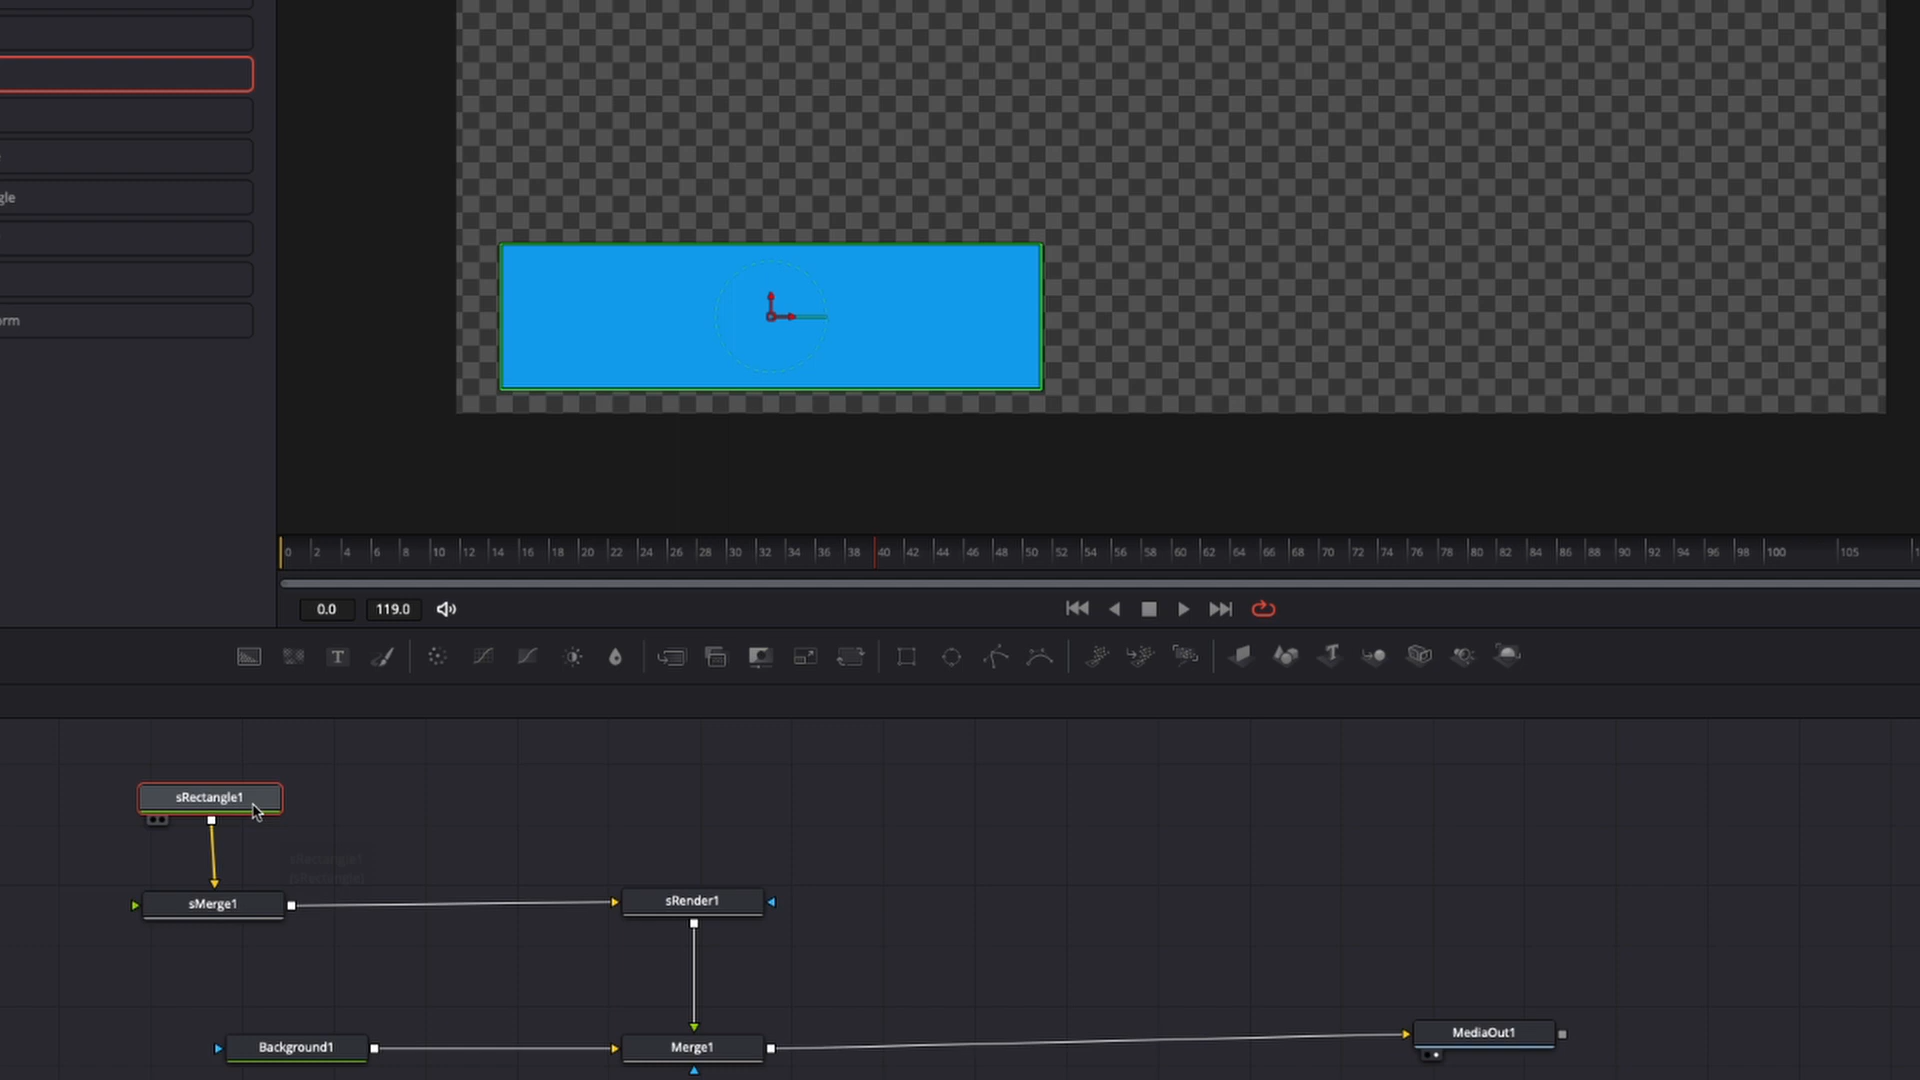 gle
orm
0 2 4 6 8 10 12 14 16 18 20 22 24 26 28 30 32 34 36 38 40 42 44 46 48 50 52 54 56 58 60 62 64 66 68 70 72 74 76 78 80 82 84 86 88 90 92 94 96 98 100 105
0.0 119.0
T
sRectangle1
sRectangle1
(sRectangle)
sMerge1
sRender1
Background1
Merge1
MediaOut1